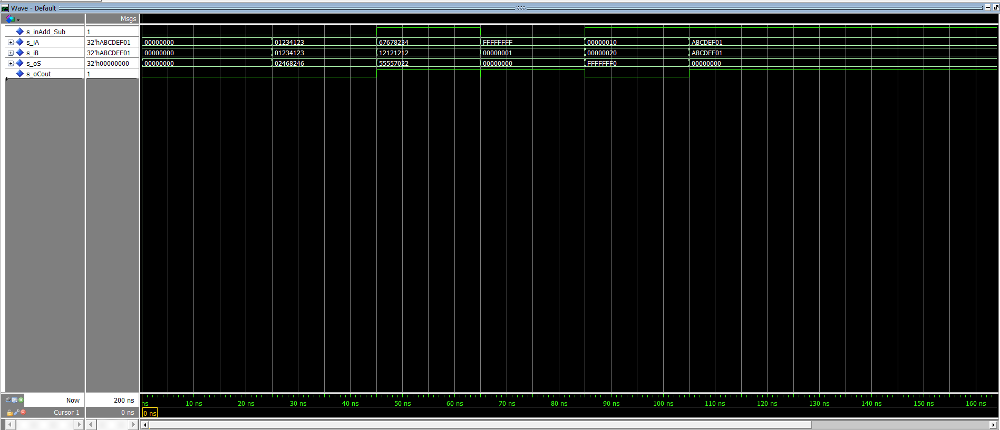 Wave - Default
Msgs
s_inAdd_Sub 1
s_iA 32'hABCDEF01 00000000 01234123 67678234 FFFFFFFF 00000010 ABCDEF01
s_iB 32'hABCDEF01 00000000 01234123 12121212 00000001 00000020 ABCDEF01
s_oS 32'h00000000 00000000 02468246 55557022 00000000 FFFFFFF0 00000000
s_oCout 1
Now 200 ns ns 10 ns 20 ns 30 ns 40 ns 50 ns 60 ns 70 ns 80 ns 90 ns 100 ns 110 ns 120 ns 130 ns 140 ns 150 ns 160 ns
Cursor 1 0 ns 0 ns